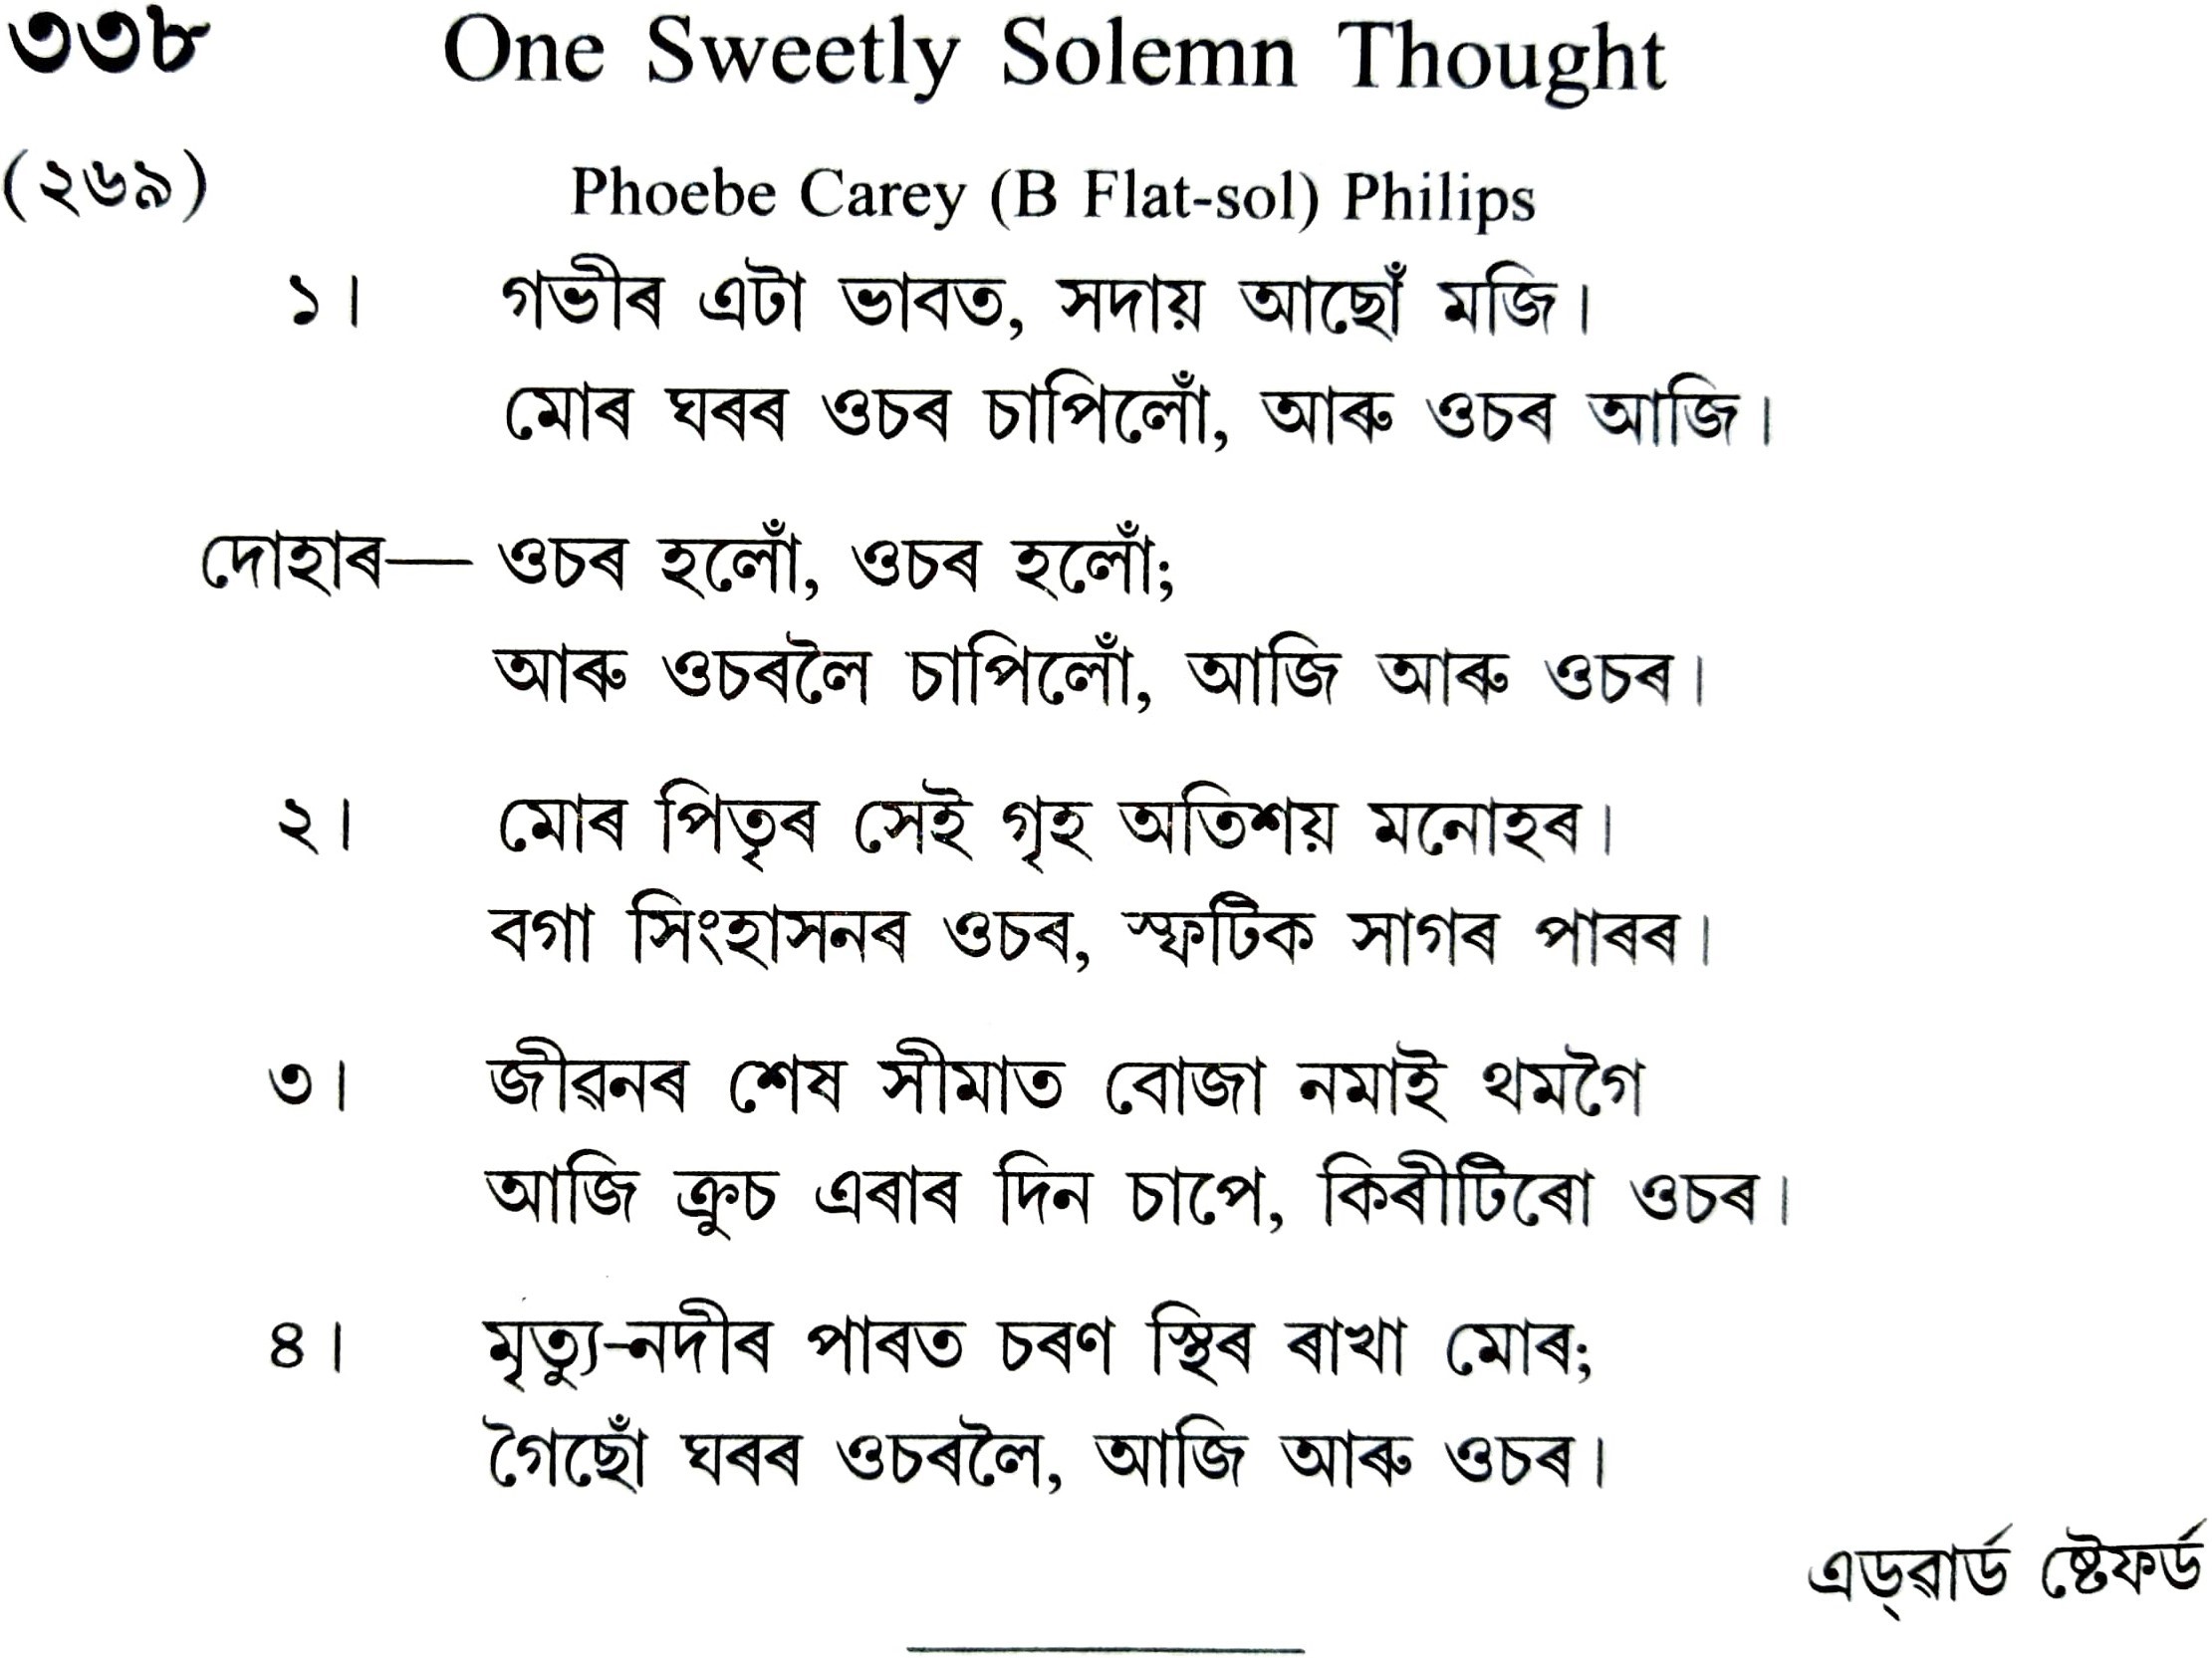 ৩৩৮ One Sweetly Solemn Thought
(২৬৯) Phoebe Carey (B Flat-sol) Philips
১। গভীৰ এটা ভাবত, সদায় আছোঁ মজি।
মোৰ ঘৰৰ ওচৰ চাপিলোঁ, আৰু ওচৰ আজি।
দোহাৰ— ওচৰ হলোঁ, ওচৰ হলোঁ;
আৰু ওচৰলৈ চাপিলোঁ, আজি আৰু ওচৰ।
২। মোৰ পিতৃৰ সেই গৃহ অতিশয় মনোহৰ।
বগা সিংহাসনৰ ওচৰ, স্ফটিক সাগৰ পাৰৰ।
৩। জীৱনৰ শেষ সীমাত বোজা নমাই থমগৈ
আজি ক্রুচ এৰাৰ দিন চাপে, কিৰীটিৰো ওচৰ।
৪। মৃত্যু-নদীৰ পাৰত চৰণ স্থিৰ ৰাখা মোৰ;
গৈছোঁ ঘৰৰ ওচৰলৈ, আজি আৰু ওচৰ।
এড্ৱাৰ্ড ষ্টেফৰ্ড